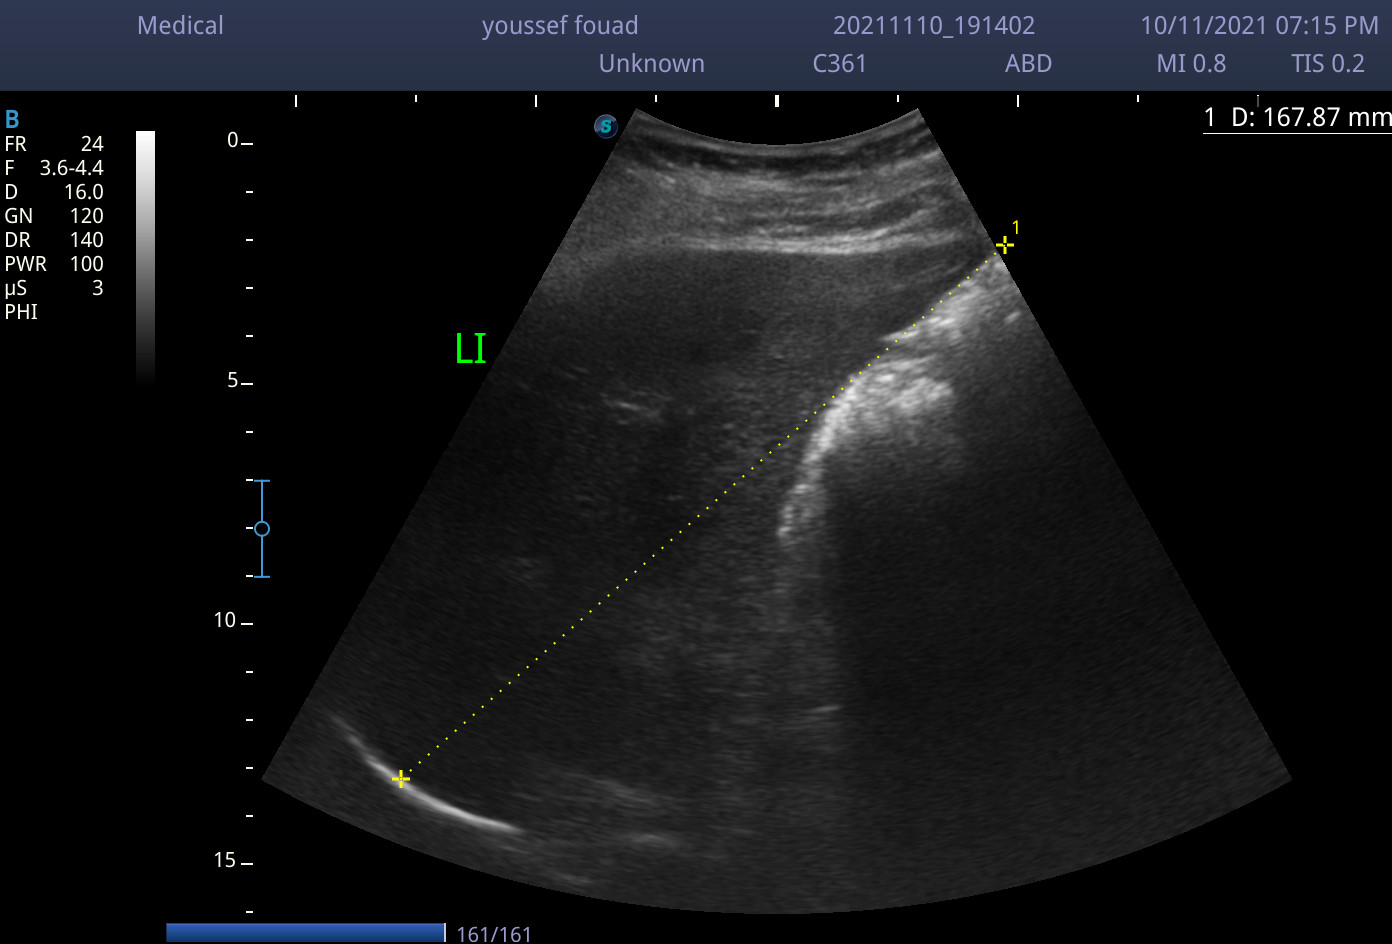 Medical youssef fouad 20211110_191402 10/11/2021 07:15 PM
Unknown C361 ABD MI 0.8 TIS 0.2
1 D: 167.87 mm
B
FR 24
F 3.6-4.4
D 16.0
GN 120
DR 140
PWR 100
µS 3
PHI
0
S
1
LI
5
10
15
161/161